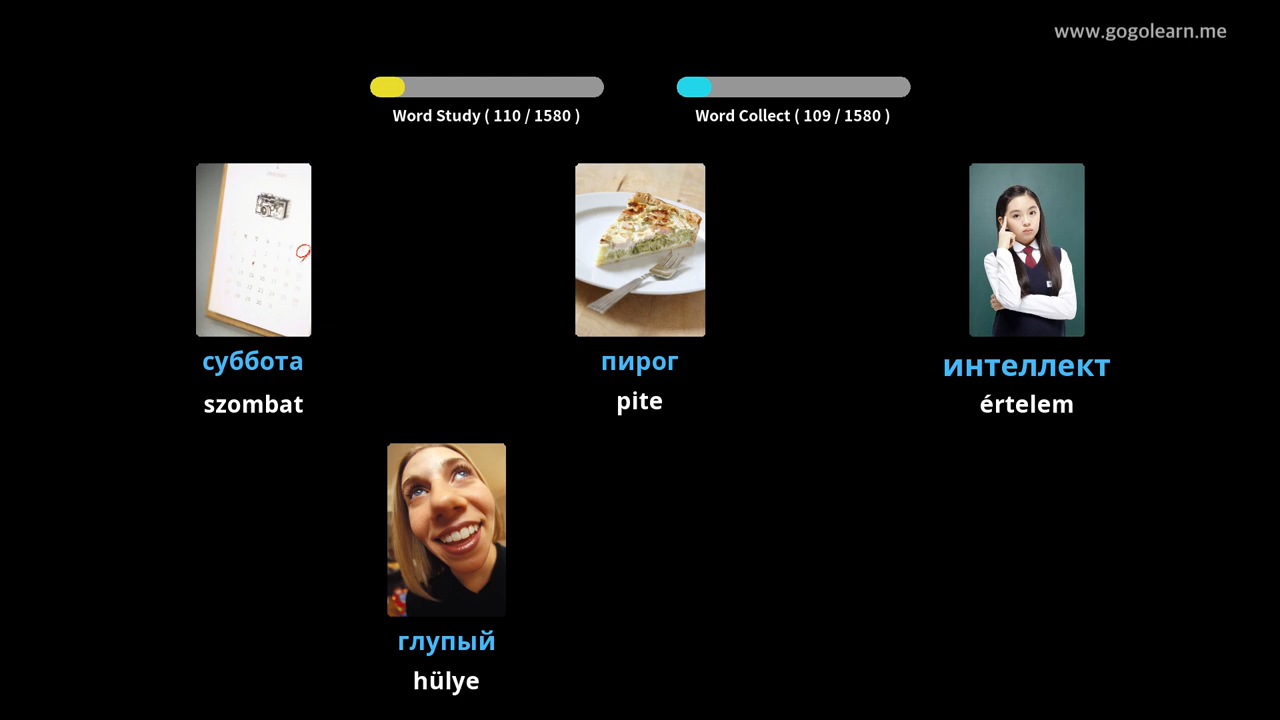 www.gogolearn.me
Word Study ( 110 / 1580 )
Word Collect ( 109 / 1580 )
суббота
пирог
интеллект
szombat
pite
értelem
глупый
hülye